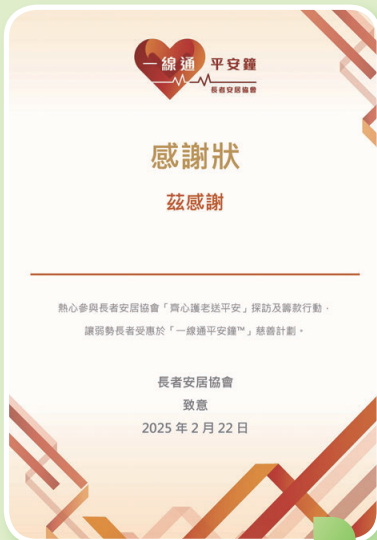 一線通 平安鐘
長者安居協會
感謝狀
茲感謝
熱心參與長者安居協會「齊心護老送平安」探訪及籌款行動，
讓弱勢長者受惠於「一線通平安鐘™」慈善計劃。
長者安居協會
致意
2025 年 2 月 22 日